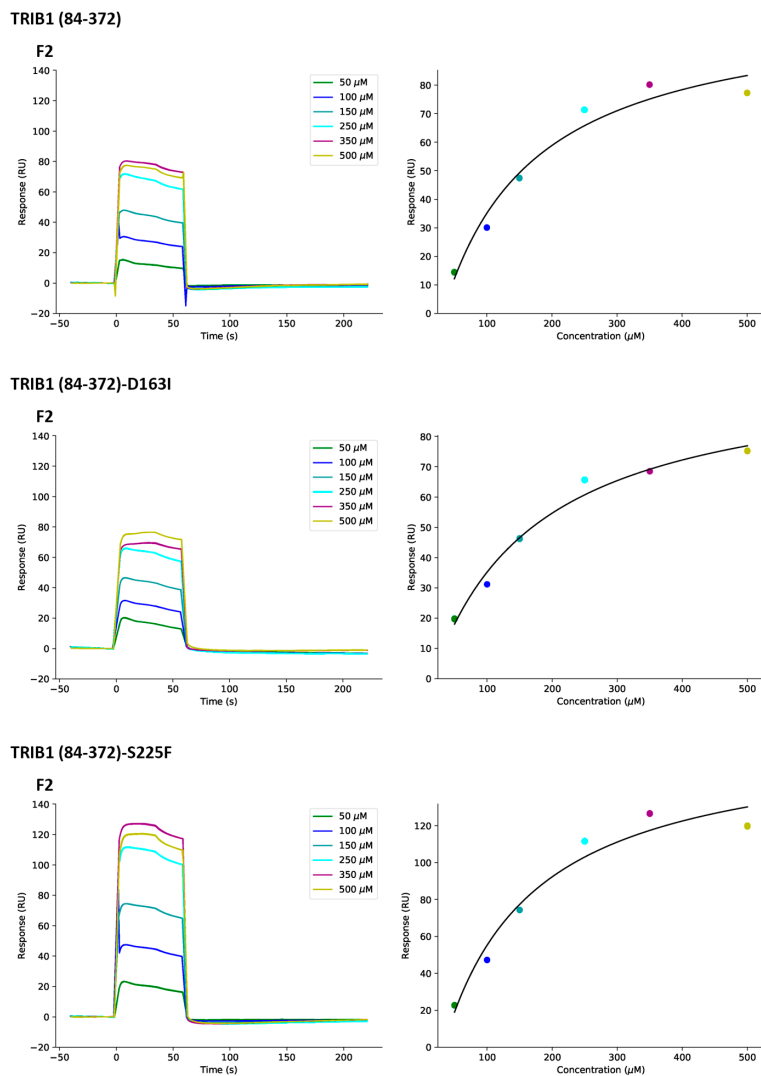 TRIB1 (84-372)
F2
140
120
100
80
60
40
20
0
−20
−50
0
50
100
150
200
Time (s)
Response (RU)
50 μM
100 μM
150 μM
250 μM
350 μM
500 μM
80
70
60
50
40
30
20
10
0
100
200
300
400
500
Concentration (μM)
Response (RU)
TRIB1 (84-372)-D163I
F2
140
120
100
80
60
40
20
0
−20
−50
0
50
100
150
200
Time (s)
Response (RU)
50 μM
100 μM
150 μM
250 μM
350 μM
500 μM
80
70
60
50
40
30
20
10
0
100
200
300
400
500
Concentration (μM)
Response (RU)
TRIB1 (84-372)-S225F
F2
140
120
100
80
60
40
20
0
−20
−50
0
50
100
150
200
Time (s)
Response (RU)
50 μM
100 μM
150 μM
250 μM
350 μM
500 μM
120
100
80
60
40
20
0
100
200
300
400
500
Concentration (μM)
Response (RU)